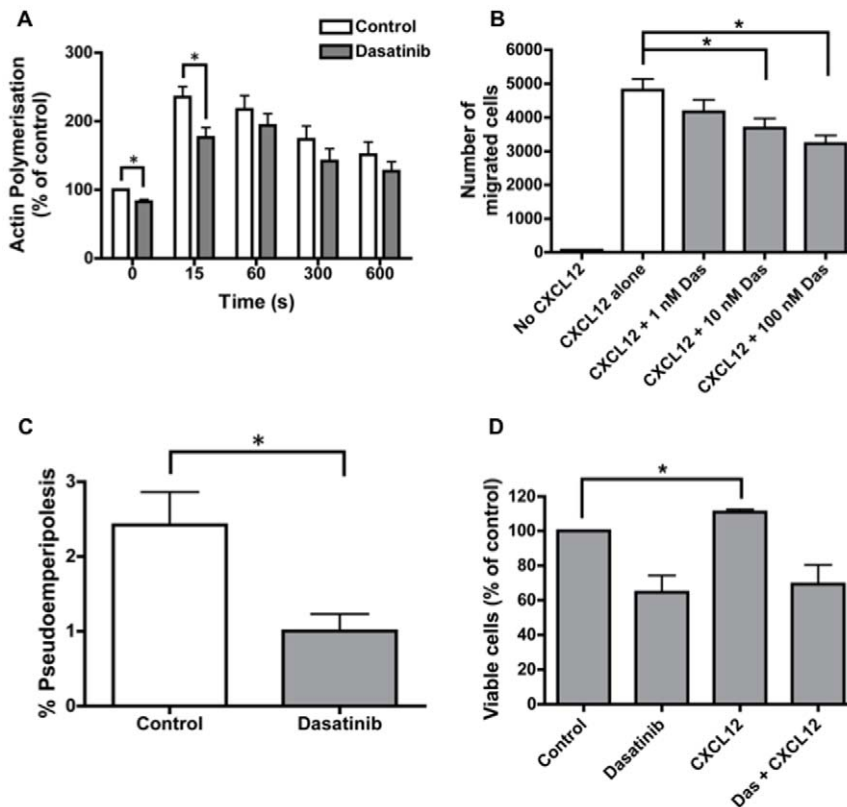 A
Control
Dasatinib
*
*
Actin Polymerisation
(% of control)
300
200
100
0
0 15 60 300 600
Time (s)
B
*
*
Number of
migrated cells
6000
5000
4000
3000
2000
1000
0
No CXCL12
CXCL12 alone
CXCL12 + 1 nM Das
CXCL12 + 10 nM Das
CXCL12 + 100 nM Das
C
*
% Pseudoemperipolesis
3
2
1
0
Control Dasatinib
D
*
Viable cells (% of control)
120
100
80
60
40
20
0
Control
Dasatinib
CXCL12
Das + CXCL12